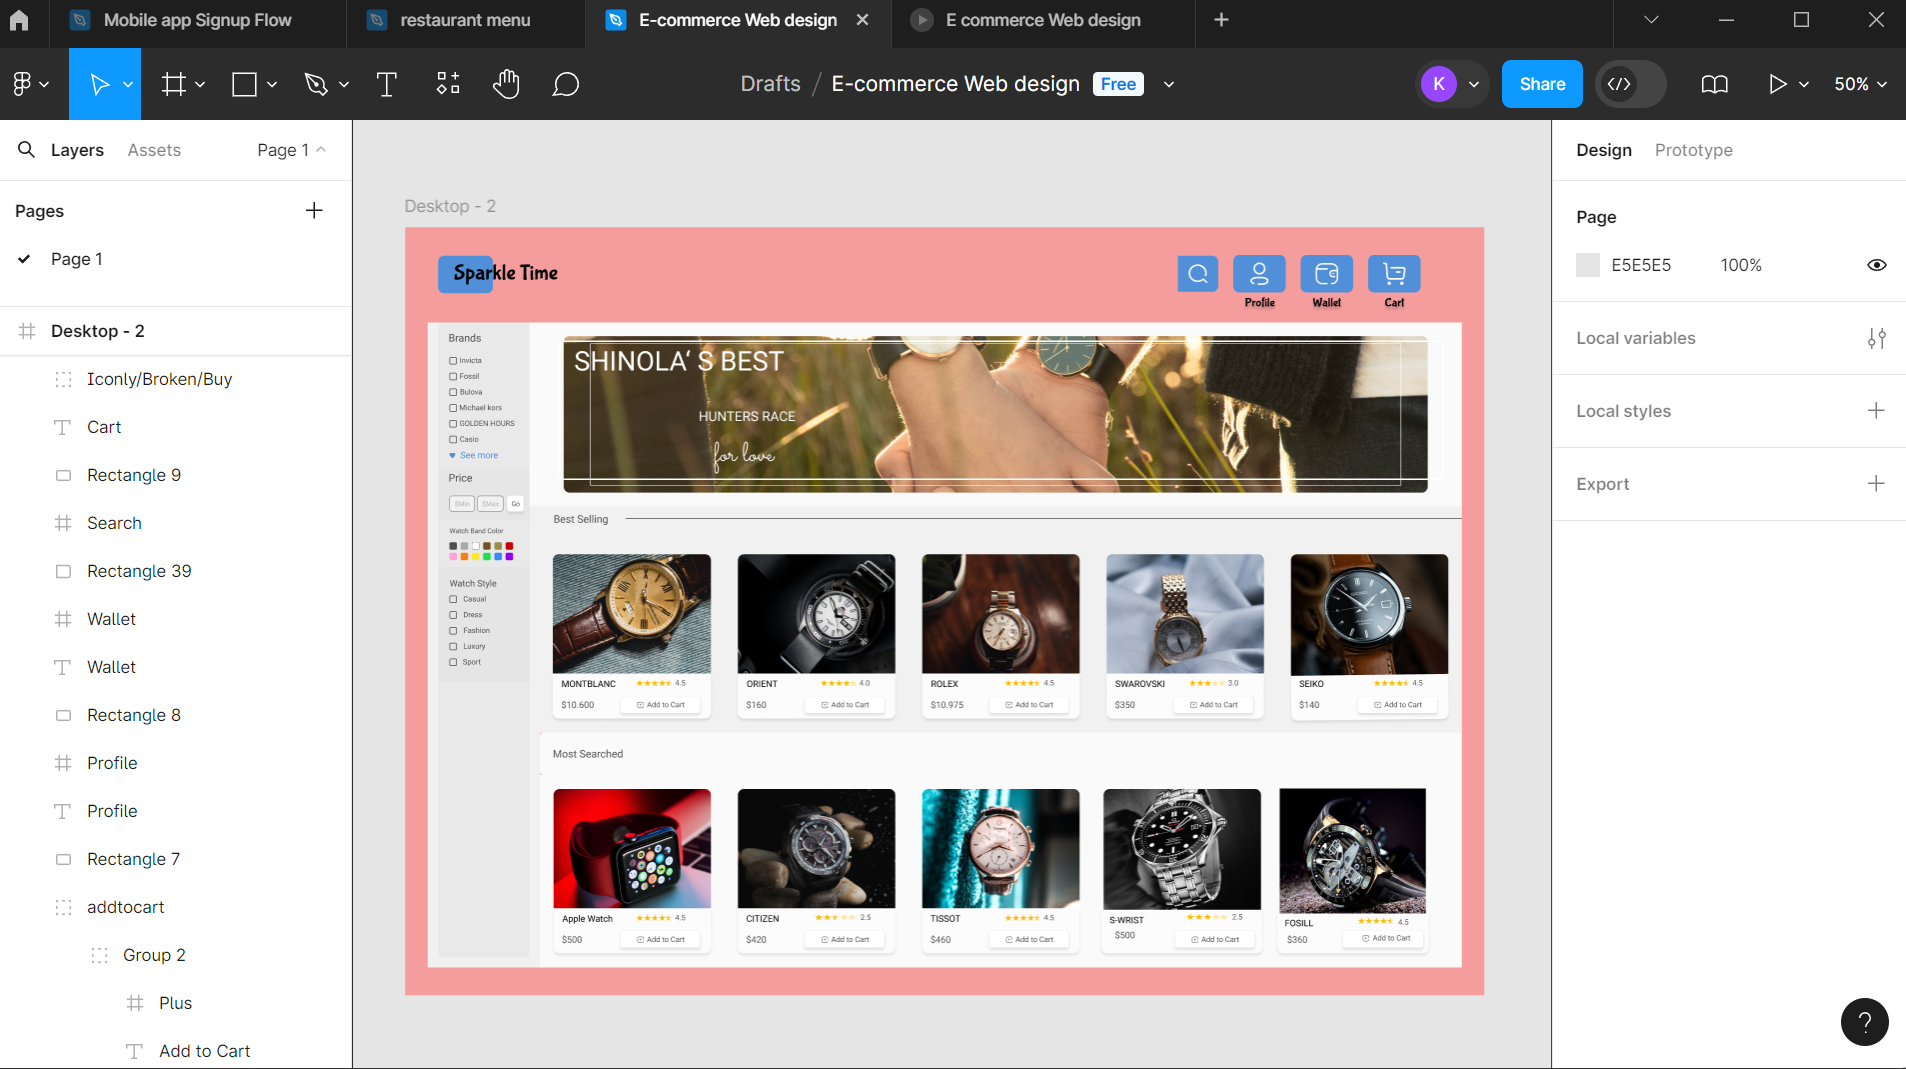 Mobile app Signup Flow
restaurant menu
E-commerce Web design
E commerce Web design
Drafts / E-commerce Web design Free
K
Share
50%
Layers Assets Page 1
Pages
Page 1
Desktop - 2
Iconly/Broken/Buy
Cart
Rectangle 9
Search
Rectangle 39
Wallet
Wallet
Rectangle 8
Profile
Profile
Rectangle 7
addtocart
Group 2
Plus
Add to Cart
Desktop - 2
Sparkle Time
Profile
Wallet
Cart
Brands
Invicta
Fossil
Bulova
Michael kors
GOLDEN HOURS
Casio
See more
Price
$Min $Max Go
Watch Band Color
Watch Style
Casual
Dress
Fashion
Luxury
Sport
SHINOLA‘ S BEST
HUNTERS RACE
for love
Best Selling
MONTBLANC 4.5
$10.600 Add to Cart
ORIENT 4.0
$160 Add to Cart
ROLEX 4.5
$10.975 Add to Cart
SWAROVSKI 3.0
$350 Add to Cart
SEIKO 4.5
$140 Add to Cart
Most Searched
Apple Watch 4.5
$500 Add to Cart
CITIZEN 2.5
$420 Add to Cart
TISSOT 4.5
$460 Add to Cart
S-WRIST 2.5
$500 Add to Cart
FOSILL 4.5
$360 Add to Cart
Design Prototype
Page
E5E5E5 100%
Local variables
Local styles
Export
?